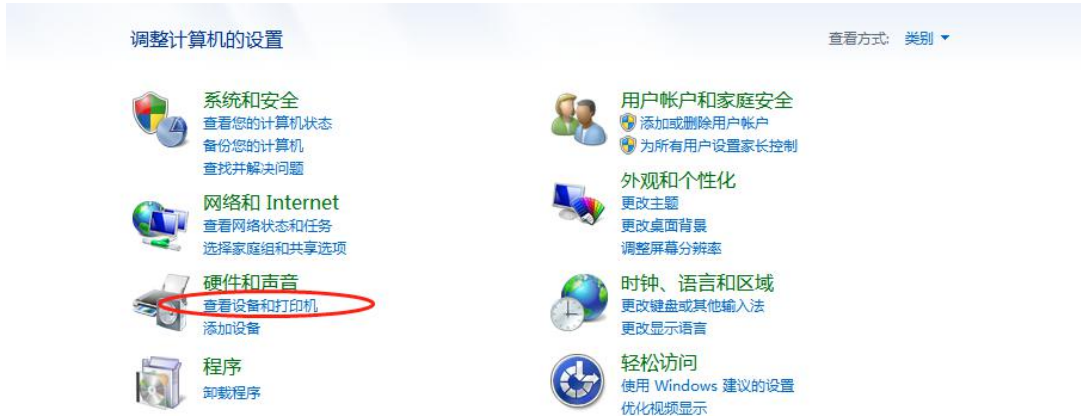 调整计算机的设置
查看方式: 类别
系统和安全
查看您的计算机状态
备份您的计算机
查找并解决问题
网络和 Internet
查看网络状态和任务
选择家庭组和共享选项
硬件和声音
查看设备和打印机
添加设备
程序
卸载程序
用户帐户和家庭安全
添加或删除用户帐户
为所有用户设置家长控制
外观和个性化
更改主题
更改桌面背景
调整屏幕分辨率
时钟、语言和区域
更改键盘或其他输入法
更改显示语言
轻松访问
使用 Windows 建议的设置
优化视频显示